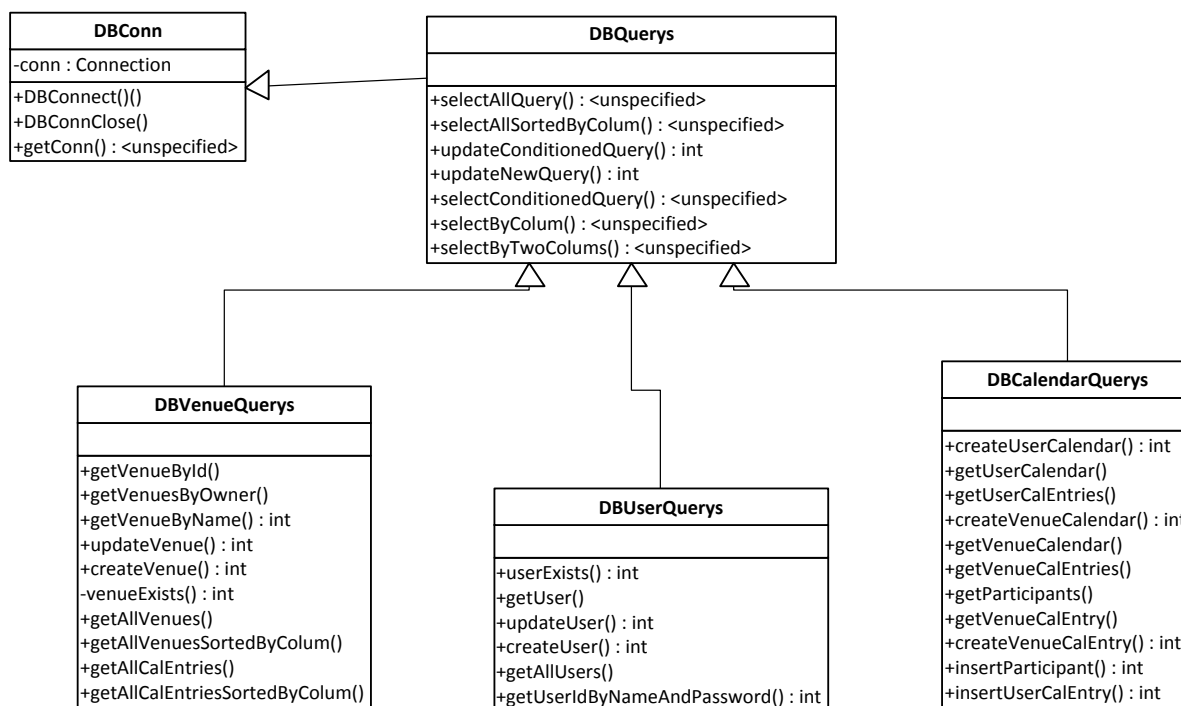 DBConn
-conn : Connection
+DBConnect()()
+DBConnClose()
+getConn() : <unspecified>
DBQuerys
+selectAllQuery() : <unspecified>
+selectAllSortedByColum() : <unspecified>
+updateConditionedQuery() : int
+updateNewQuery() : int
+selectConditionedQuery() : <unspecified>
+selectByColum() : <unspecified>
+selectByTwoColums() : <unspecified>
DBVenueQuerys
+getVenueById()
+getVenuesByOwner()
+getVenueByName() : int
+updateVenue() : int
+createVenue() : int
-venueExists() : int
+getAllVenues()
+getAllVenuesSortedByColum()
+getAllCalEntries()
+getAllCalEntriesSortedByColum()
DBUserQuerys
+userExists() : int
+getUser()
+updateUser() : int
+createUser() : int
+getAllUsers()
+getUserIdByNameAndPassword() : int
DBCalendarQuerys
+createUserCalendar() : int
+getUserCalendar()
+getUserCalEntries()
+createVenueCalendar() : int
+getVenueCalendar()
+getVenueCalEntries()
+getParticipants()
+getVenueCalEntry()
+createVenueCalEntry() : int
+insertParticipant() : int
+insertUserCalEntry() : int